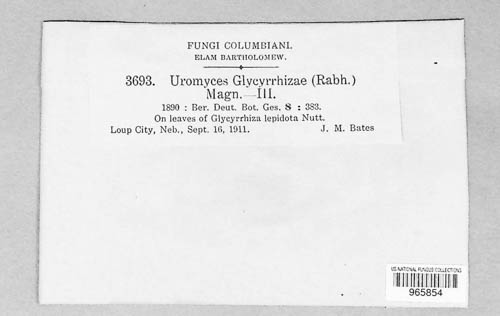 FUNGI COLUMBIANI.
ELAM BARTHOLOMEW.
3693. Uromyces Glycyrrhizae (Rabh.)
Magn.—III.
1890 : Ber. Deut. Bot. Ges. 8 : 383.
On leaves of Glycyrrhiza lepidota Nutt.
Loup City, Neb., Sept. 16, 1911. J. M. Bates
US NATIONAL FUNGUS COLLECTIONS
965854